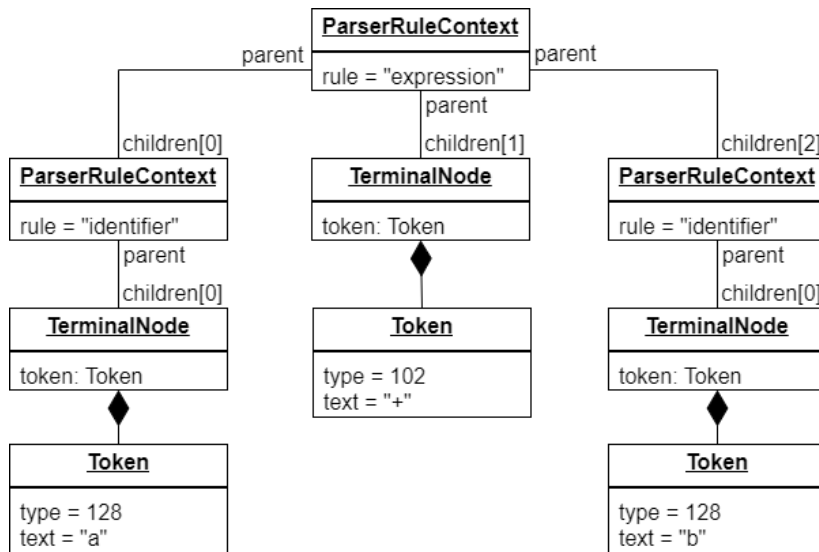 ParserRuleContext
parent
parent
rule = "expression"
parent
children[0]
children[1]
children[2]
ParserRuleContext
TerminalNode
ParserRuleContext
rule = "identifier"
token: Token
rule = "identifier"
parent
parent
children[0]
children[0]
TerminalNode
Token
TerminalNode
token: Token
type = 102
text = "+"
token: Token
Token
Token
type = 128
text = "a"
type = 128
text = "b"